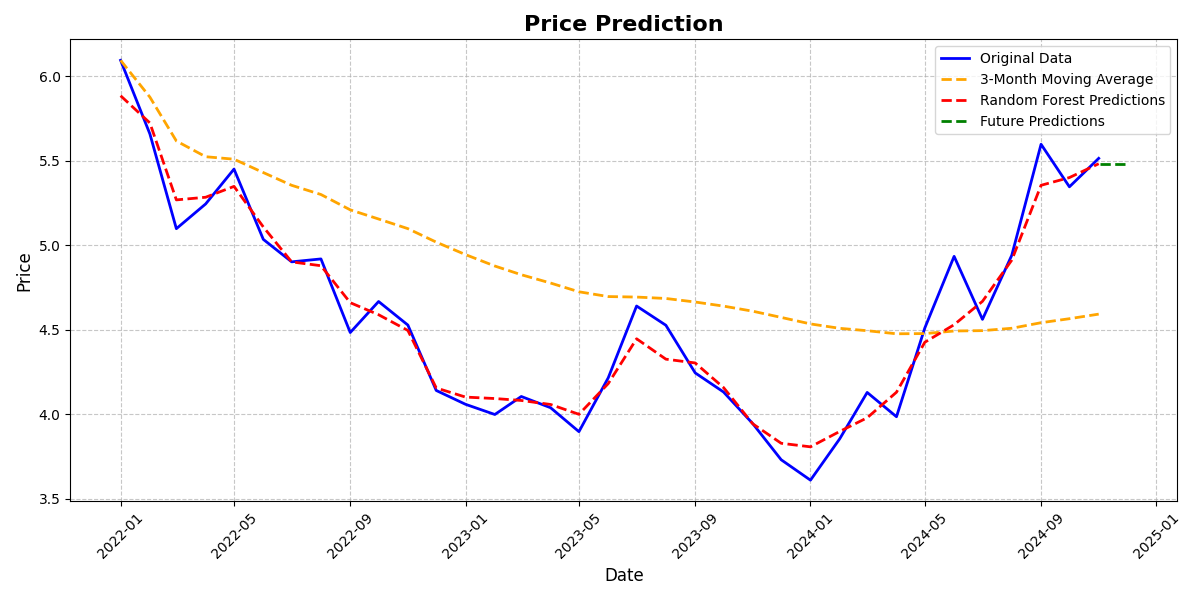 Price Prediction
Original Data
3-Month Moving Average
Random Forest Predictions
Future Predictions
Price
6.0
5.5
5.0
4.5
4.0
3.5
2022-01
2022-05
2022-09
2023-01
2023-05
2023-09
2024-01
2024-05
2024-09
2025-01
Date